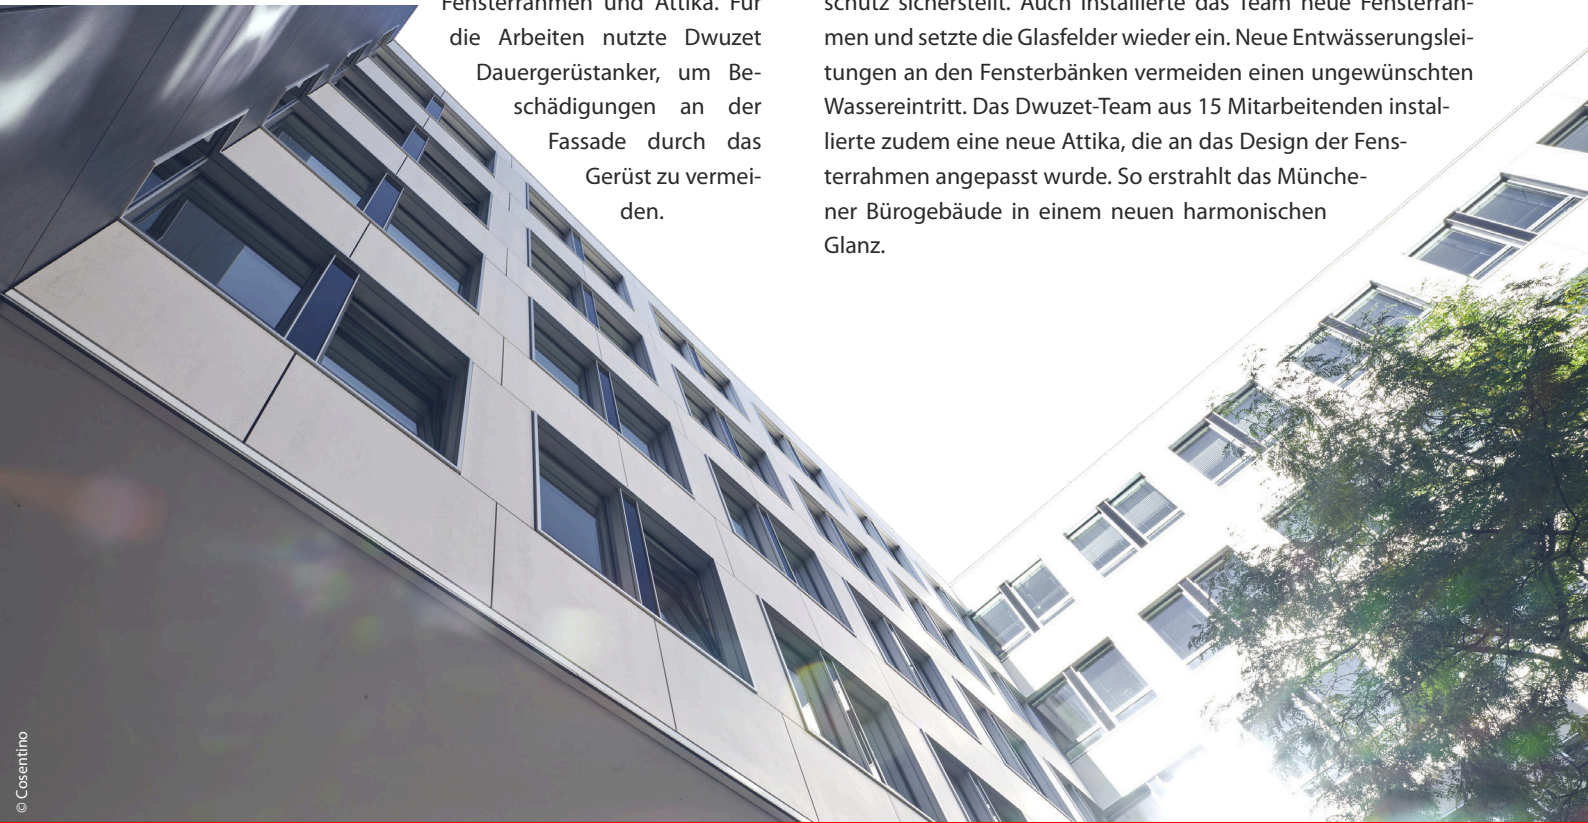 Fensterrahmen und Attika. Für
die Arbeiten nutzte Dwuzet
Dauergerüstanker, um Be-
schädigungen an der
Fassade durch das
Gerüst zu vermei-
den.
schutz sicherstellt. Auch installierte das Team neue Fensterrah-
men und setzte die Glasfelder wieder ein. Neue Entwässerungslei-
tungen an den Fensterbänken vermeiden einen ungewünschten
Wassereintritt. Das Dwuzet-Team aus 15 Mitarbeitenden instal-
lierte zudem eine neue Attika, die an das Design der Fens-
terrahmen angepasst wurde. So erstrahlt das Münche-
ner Bürogebäude in einem neuen harmonischen
Glanz.
© Cosentino